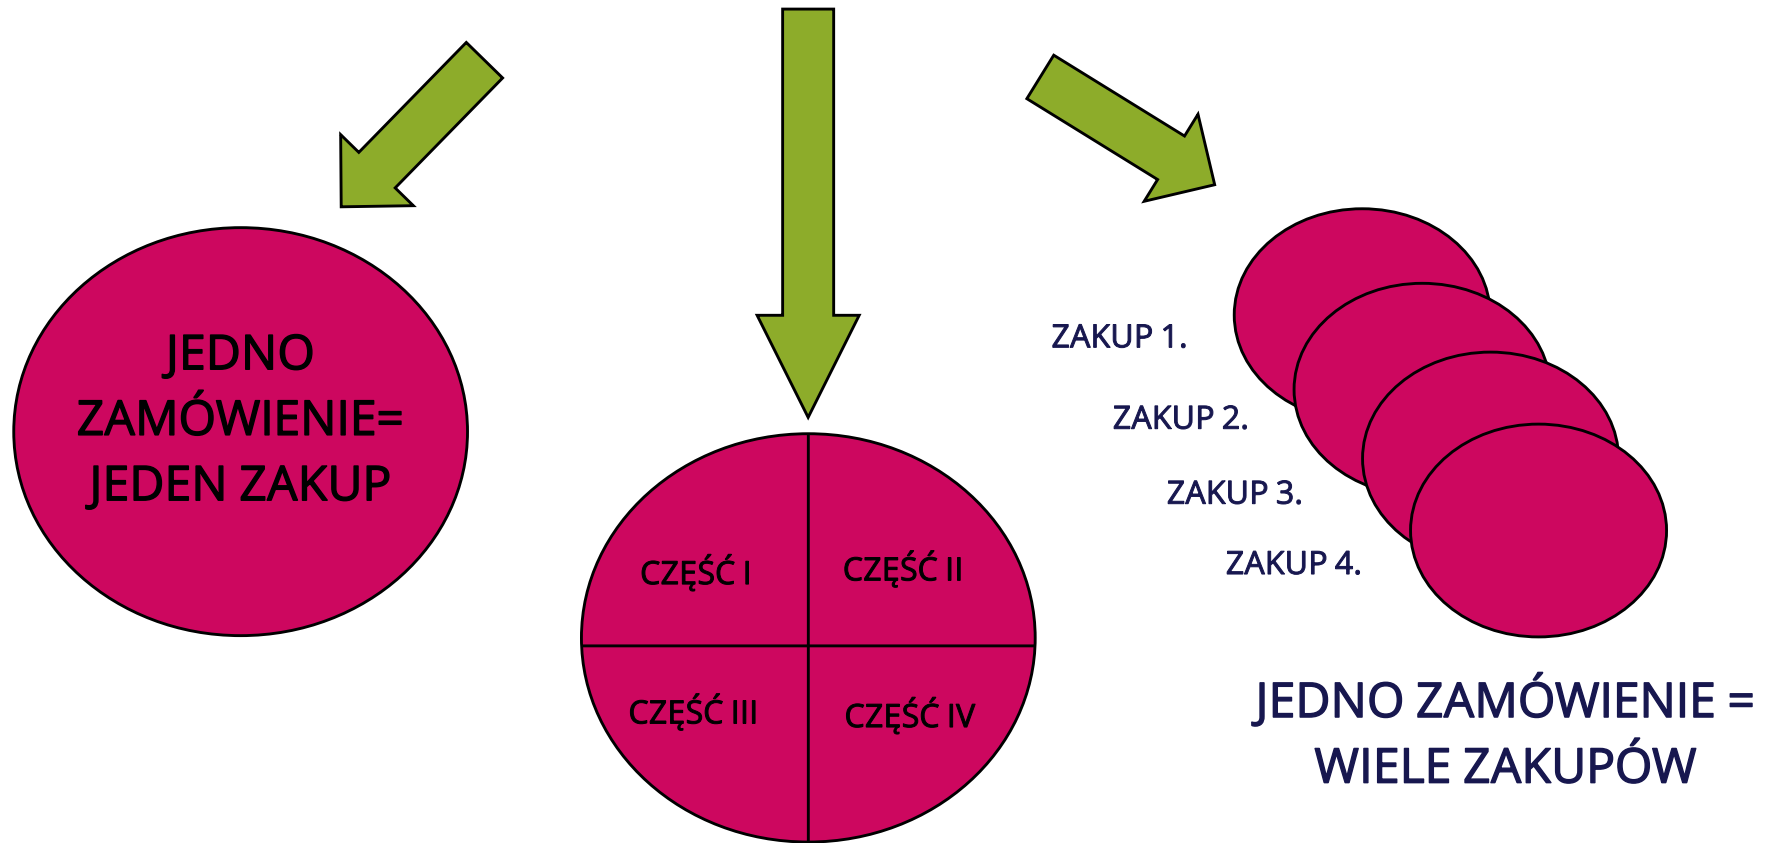 JEDNO
ZAMÓWIENIE=
JEDEN ZAKUP
CZĘŚĆ I
CZĘŚĆ II
CZĘŚĆ III
CZĘŚĆ IV
ZAKUP 1.
ZAKUP 2.
ZAKUP 3.
ZAKUP 4.
JEDNO ZAMÓWIENIE =
WIELE ZAKUPÓW